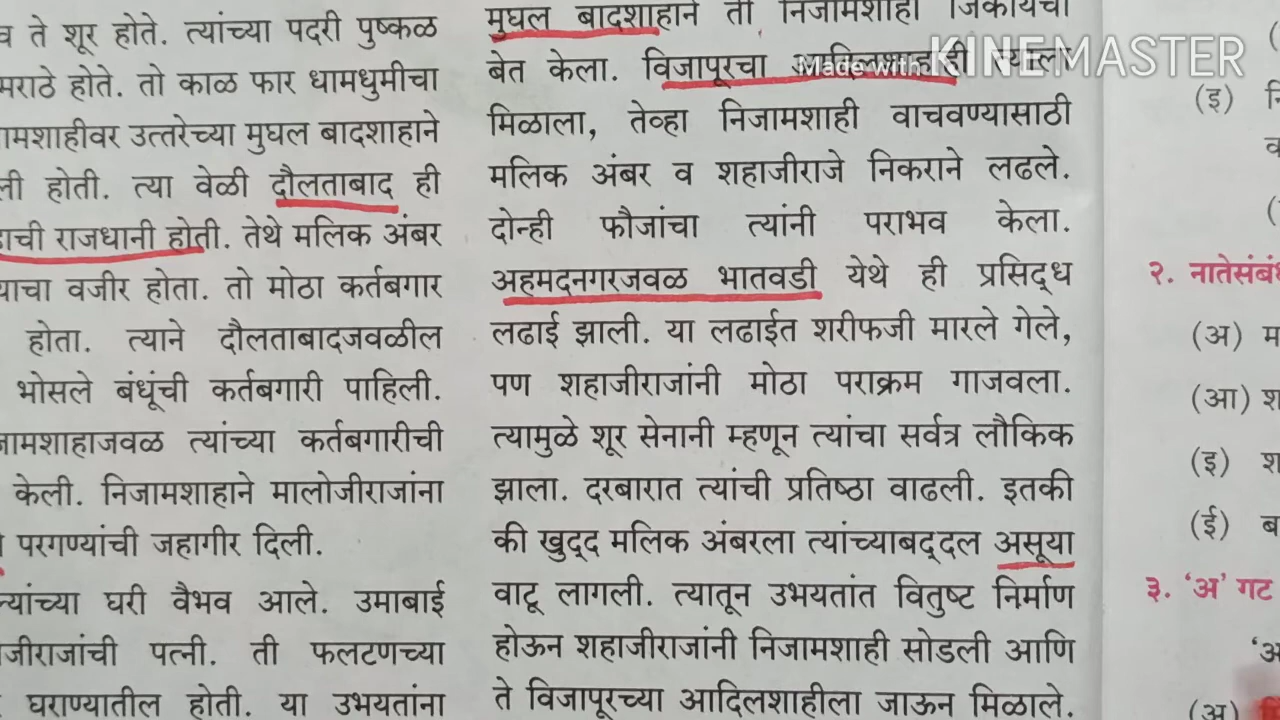 व ते शूर होते. त्यांच्या पदरी पुष्कळ
मराठे होते. तो काळ फार धामधुमीचा
ामशाहीवर उत्तरेच्या मुघल बादशाहाने
ली होती. त्या वेळी दौलताबाद ही
हाची राजधानी होती. तेथे मलिक अंबर
याचा वजीर होता. तो मोठा कर्तबगार
होता. त्याने दौलताबादजवळील
भोसले बंधूंची कर्तबगारी पाहिली.
जामशाहाजवळ त्यांच्या कर्तबगारीची
केली. निजामशाहाने मालोजीराजांना
परगण्यांची जहागीर दिली.
ज्यांच्या घरी वैभव आले. उमाबाई
जीराजांची पत्नी. ती फलटणच्या
घराण्यातील होती. या उभयतांना
मुघल बादशाहाने ती निजामशाही जिंकायचा
बेत केला. विजापूरचा आदिलशाहाही त्याला
मिळाला, तेव्हा निजामशाही वाचवण्यासाठी
मलिक अंबर व शहाजीराजे निकराने लढले.
दोन्ही फौजांचा त्यांनी पराभव केला.
अहमदनगरजवळ भातवडी येथे ही प्रसिद्ध
लढाई झाली. या लढाईत शरीफजी मारले गेले,
पण शहाजीराजांनी मोठा पराक्रम गाजवला.
त्यामुळे शूर सेनानी म्हणून त्यांचा सर्वत्र लौकिक
झाला. दरबारात त्यांची प्रतिष्ठा वाढली. इतकी
की खुद्द मलिक अंबरला त्यांच्याबद्दल असूया
वाटू लागली. त्यातून उभयतांत वितुष्ट निर्माण
होऊन शहाजीराजांनी निजामशाही सोडली आणि
ते विजापूरच्या आदिलशाहीला जाऊन मिळाले.
Made with KINEMASTER
(इ) नि
२. नातेसंबं
(अ) म
(आ) श
(इ) श
(ई) ब
३. 'अ' गट
'अ
(अ)